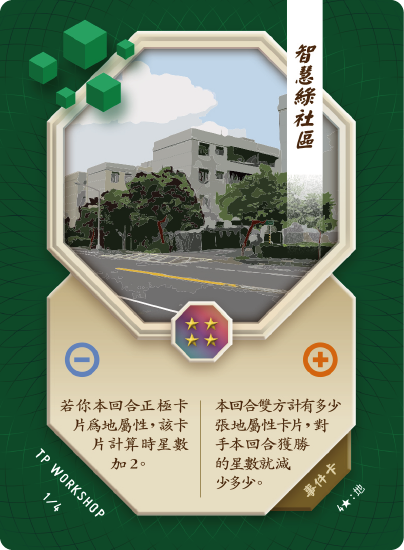 智慧綠社區
若你本回合正極卡
片為地屬性，該卡
片計算時星數
加2。
本回合雙方計有多少
張地屬性卡片，對
手本回合獲勝
的星數就減
少多少。
事件卡
TP WORKSHOP
1/4
4★:地